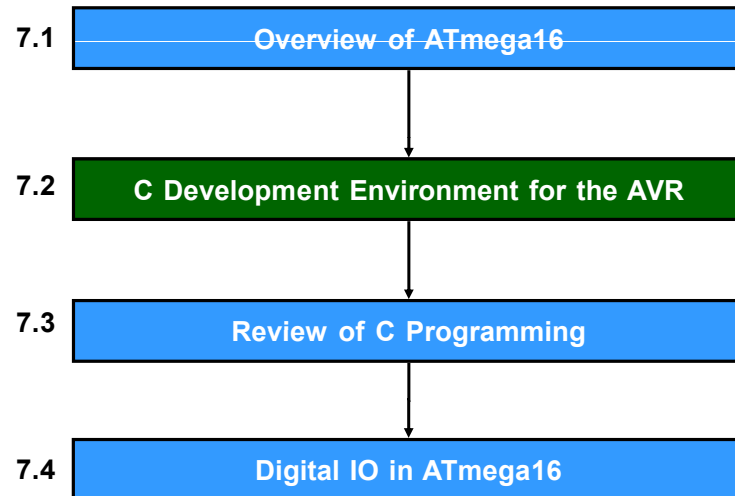 7.1 Overview of ATmega16
7.2 C Development Environment for the AVR
7.3 Review of C Programming
7.4 Digital IO in ATmega16